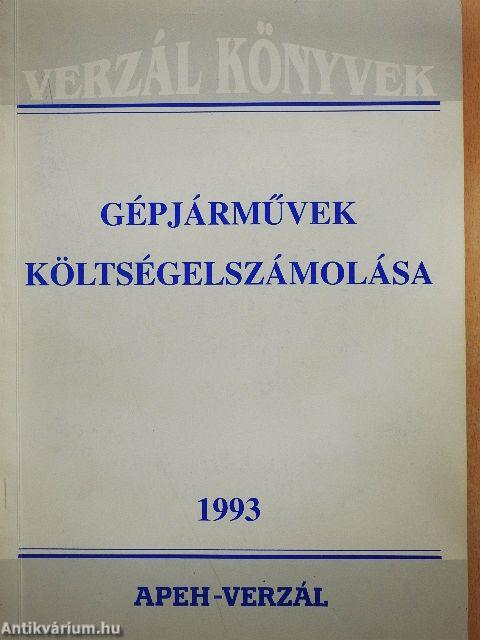 VERZÁL KÖNYVEK
GÉPJÁRMŰVEK
KÖLTSÉGELSZÁMOLÁSA
1993
APEH-VERZÁL
Antikvárium.hu